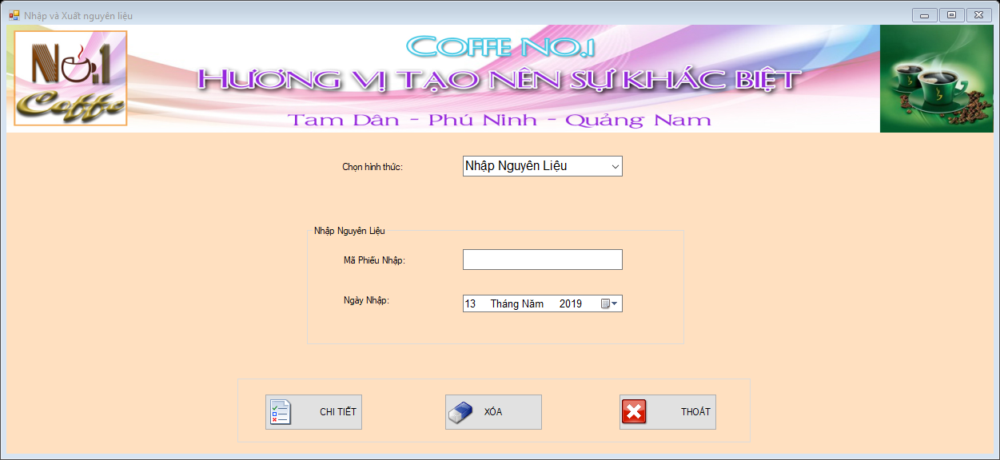 Nhập và Xuất nguyên liệu
No.1
Coffe
COFFE NO.1
HƯƠNG VỊ TẠO NÊN SỰ KHÁC BIỆT
Tam Dân - Phú Ninh - Quảng Nam
Chọn hình thức:
Nhập Nguyên Liệu
Nhập Nguyên Liệu
Mã Phiếu Nhập:
Ngày Nhập:
13 Tháng Năm 2019
CHI TIẾT
XÓA
THOÁT